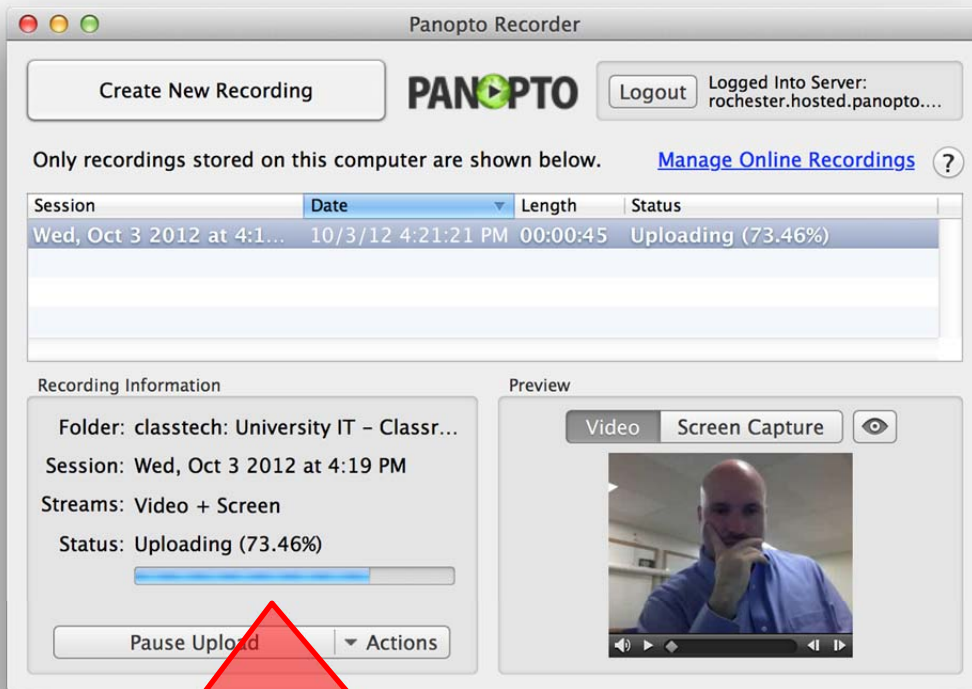 Panopto Recorder
Create New Recording
PANOPTO
Logout
Logged Into Server:
rochester.hosted.panopto....
Only recordings stored on this computer are shown below.
Manage Online Recordings
?
Session Date Length Status
Wed, Oct 3 2012 at 4:1... 10/3/12 4:21:21 PM 00:00:45 Uploading (73.46%)
Recording Information
Folder: classtech: University IT – Classr...
Session: Wed, Oct 3 2012 at 4:19 PM
Streams: Video + Screen
Status: Uploading (73.46%)
Pause Upload Actions
Preview
Video Screen Capture